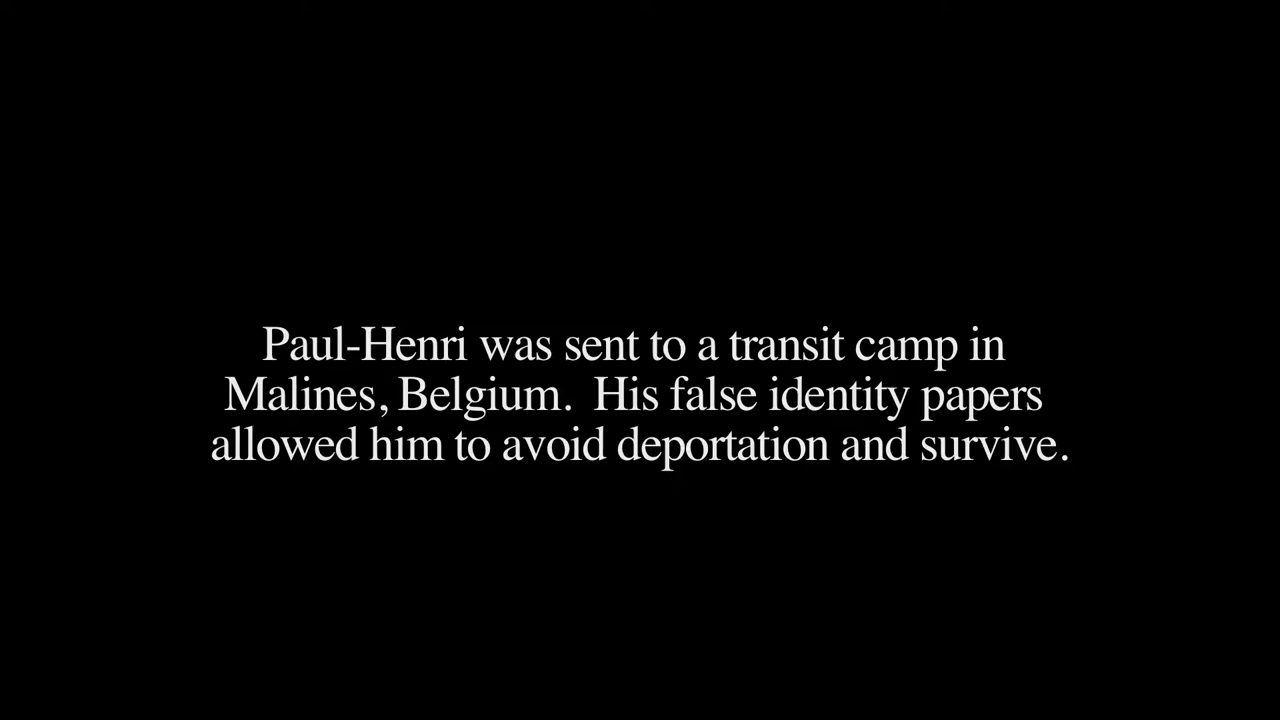 Paul-Henri was sent to a transit camp in
Malines, Belgium.  His false identity papers
allowed him to avoid deportation and survive.